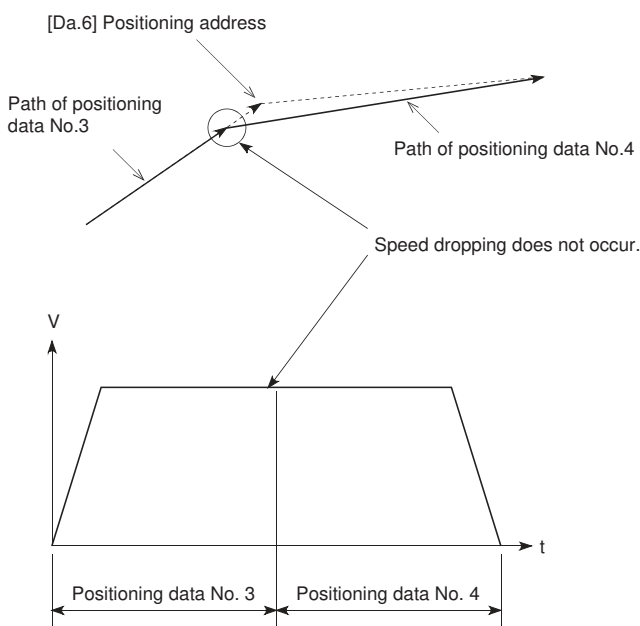 [Da.6] Positioning address
Path of positioning
data No.3
Path of positioning data No.4
Speed dropping does not occur.
V
t
Positioning data No. 3
Positioning data No. 4